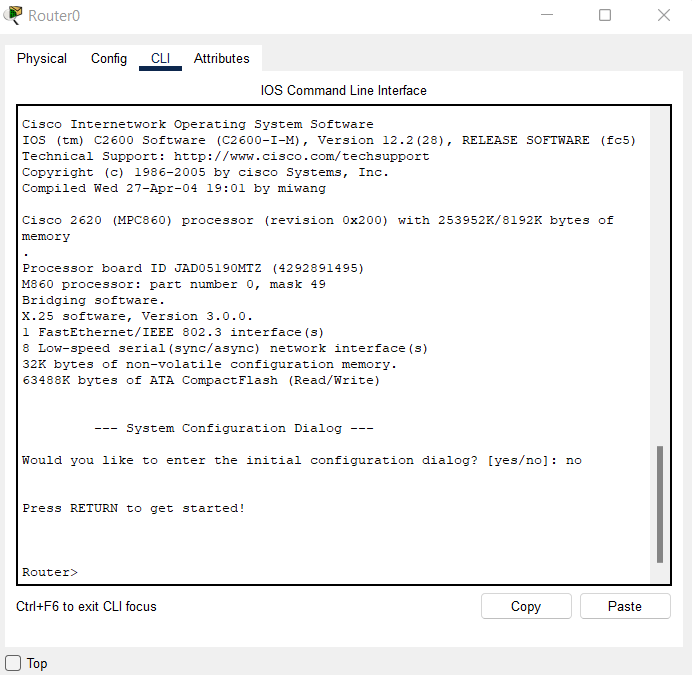 Router0
Physical Config CLI Attributes
IOS Command Line Interface
Cisco Internetwork Operating System Software
IOS (tm) C2600 Software (C2600-I-M), Version 12.2(28), RELEASE SOFTWARE (fc5)
Technical Support: http://www.cisco.com/techsupport
Copyright (c) 1986-2005 by cisco Systems, Inc.
Compiled Wed 27-Apr-04 19:01 by miwang
Cisco 2620 (MPC860) processor (revision 0x200) with 253952K/8192K bytes of
memory
.
Processor board ID JAD05190MTZ (4292891495)
M860 processor: part number 0, mask 49
Bridging software.
X.25 software, Version 3.0.0.
1 FastEthernet/IEEE 802.3 interface(s)
8 Low-speed serial(sync/async) network interface(s)
32K bytes of non-volatile configuration memory.
63488K bytes of ATA CompactFlash (Read/Write)
--- System Configuration Dialog ---
Would you like to enter the initial configuration dialog? [yes/no]: no
Press RETURN to get started!
Router>
Ctrl+F6 to exit CLI focus Copy Paste
Top